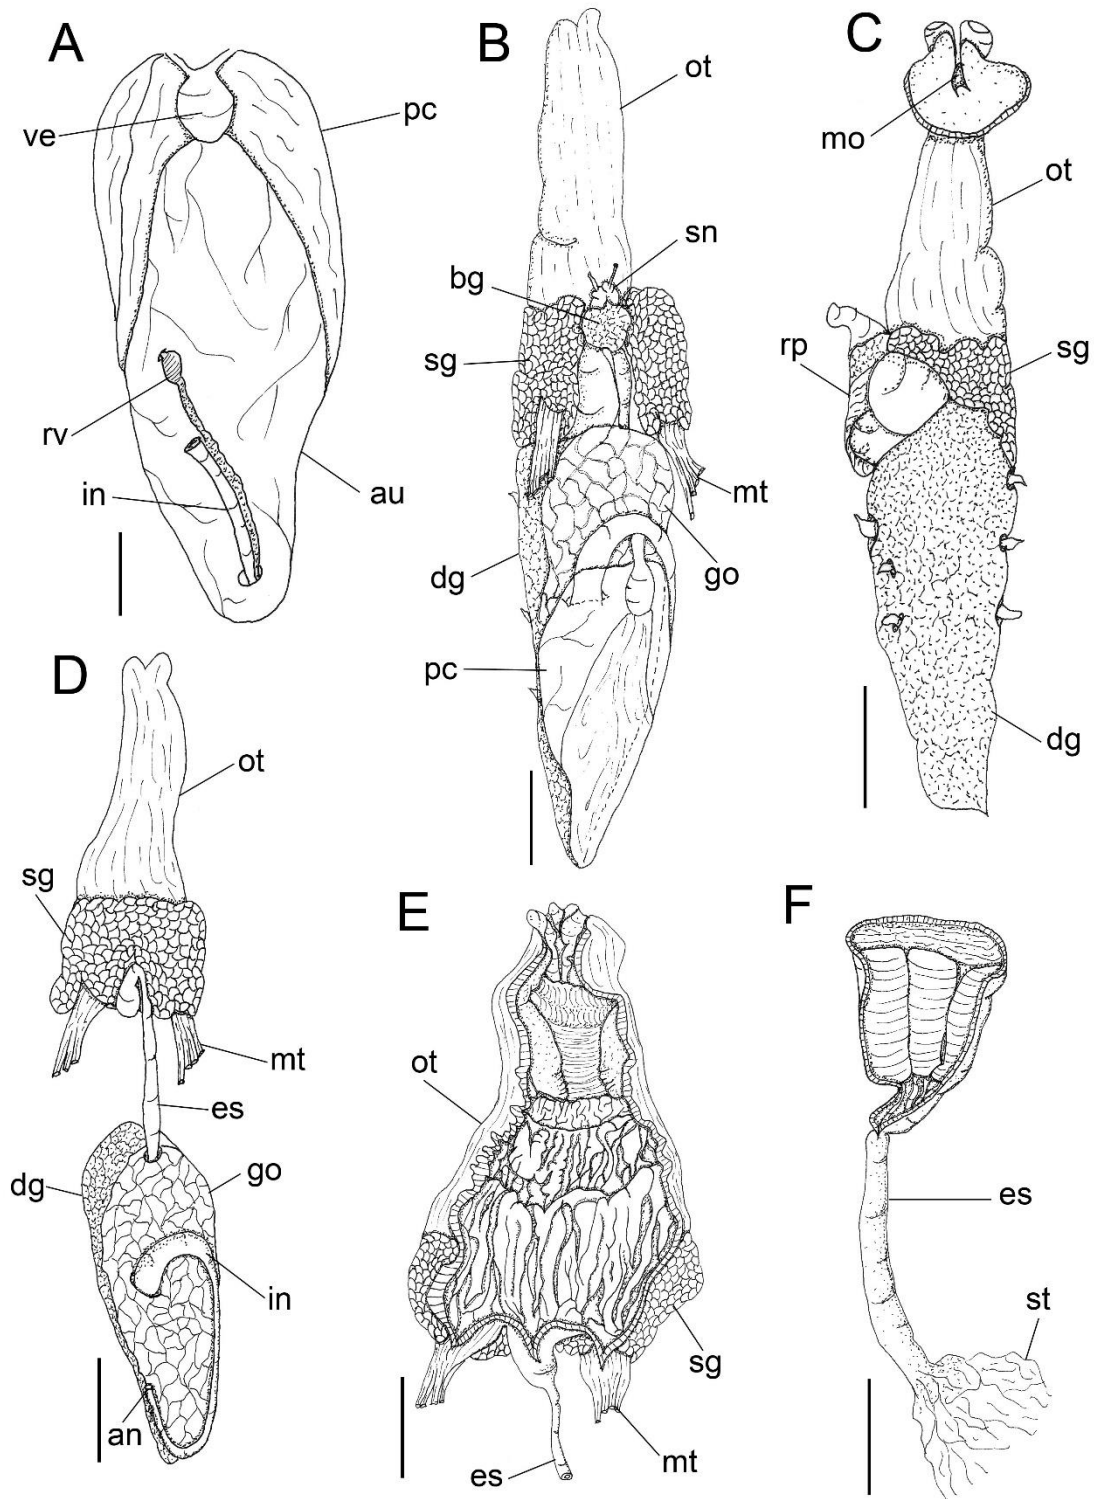 A
ve
pc
rv
in
au
B
ot
sn
bg
sg
mt
dg
go
pc
C
mo
ot
rp
sg
dg
D
ot
sg
mt
es
dg
go
in
an
E
ot
sg
mt
es
F
es
st